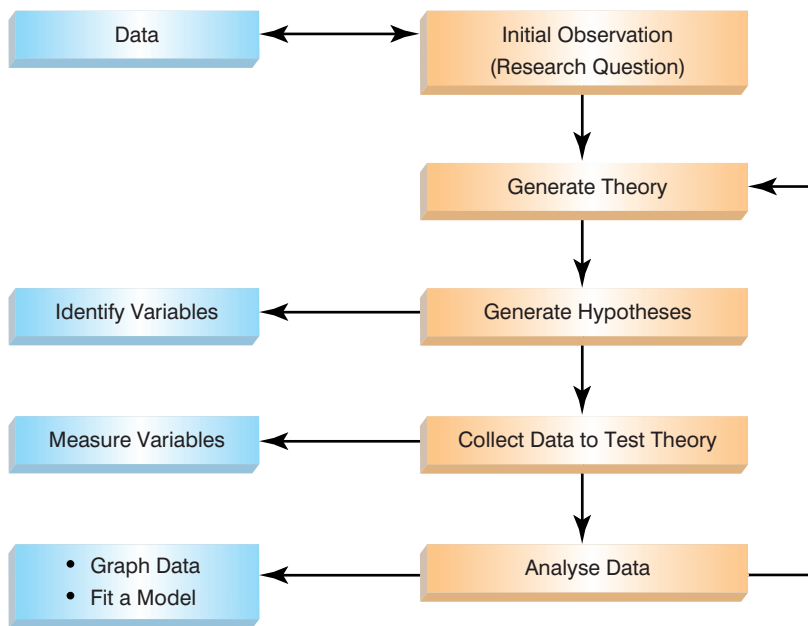 Data
Initial Observation
(Research Question)
Generate Theory
Identify Variables
Generate Hypotheses
Measure Variables
Collect Data to Test Theory
• Graph Data
• Fit a Model
Analyse Data